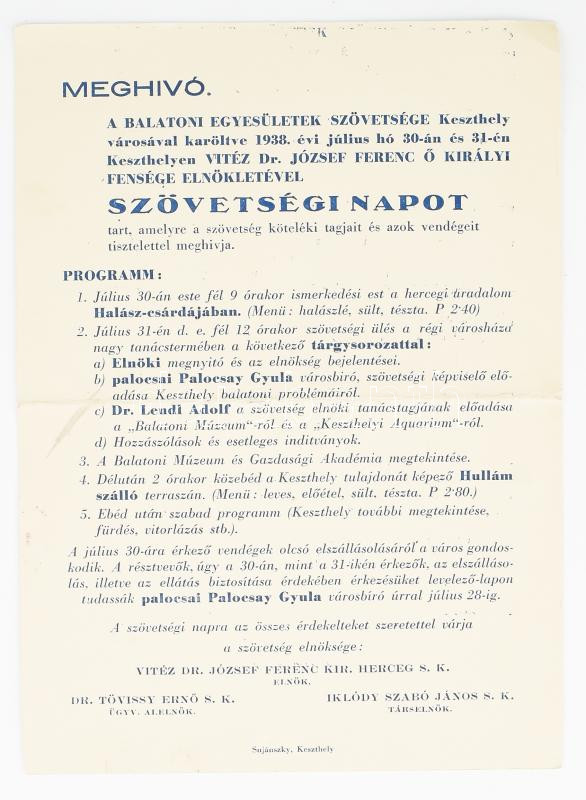 MEGHIVÓ.
A BALATONI EGYESÜLETEK SZÖVETSÉGE Keszthely
városával karöltve 1938. évi július hó 30-án és 31-én
Keszthelyen VITÉZ Dr. JÓZSEF FERENC Ő KIRÁLYI
FENSÉGE ELNÖKLETÉVEL
SZÖVETSÉGI NAPOT
tart, amelyre a szövetség köteléki tagjait és azok vendégeit
tisztelettel meghivja.
PROGRAMM:
1. Július 30-án este fél 9 órakor ismerkedési est a hercegi uradalom
Halász-csárdájában. (Menü: halászlé, sült, tészta. P 2·40)
2. Július 31-én d. e. fél 12 órakor szövetségi ülés a régi városháza
nagy tanácstermében a következő tárgysorozattal:
a) Elnöki megnyitó és az elnökség bejelentései.
b) palocsai Palocsay Gyula városbiró, szövetségi képviselő elő-
adása Keszthely balatoni problémáiról.
c) Dr. Lendl Adolf a szövetség elnöki tanácstagjának előadása
a „Balatoni Múzeum“-ról és a „Keszthelyi Aquarium“-ról.
d) Hozzászólások és esetleges inditványok.
3. A Balatoni Múzeum és Gazdasági Akadémia megtekintése.
4. Délután 2 órakor közebéd a Keszthely tulajdonát képező Hullám
szálló terraszán. (Menü: leves, előétel, sült, tészta. P 2·80.)
5. Ebéd után szabad programm (Keszthely további megtekintése,
fürdés, vitorlázás stb.).
A július 30-ára érkező vendégek olcsó elszállásolásáról a város gondos-
kodik. A résztvevők, úgy a 30-án, mint a 31-ikén érkezők, az elszálláso-
lás, illetve az ellátás biztosítása érdekében érkezésüket levelező-lapon
tudassák palocsai Palocsay Gyula városbiró úrral július 28-ig.
A szövetségi napra az összes érdekelteket szeretettel várja
a szövetség elnöksége:
VITÉZ DR. JÓZSEF FERENC KIR. HERCEG S. K.
ELNÖK.
DR. TÖVISSY ERNŐ S. K. IKLÓDY SZABÓ JÁNOS S. K.
ÜGYV. ALELNÖK. TÁRSELNÖK.
Sujánszky, Keszthely